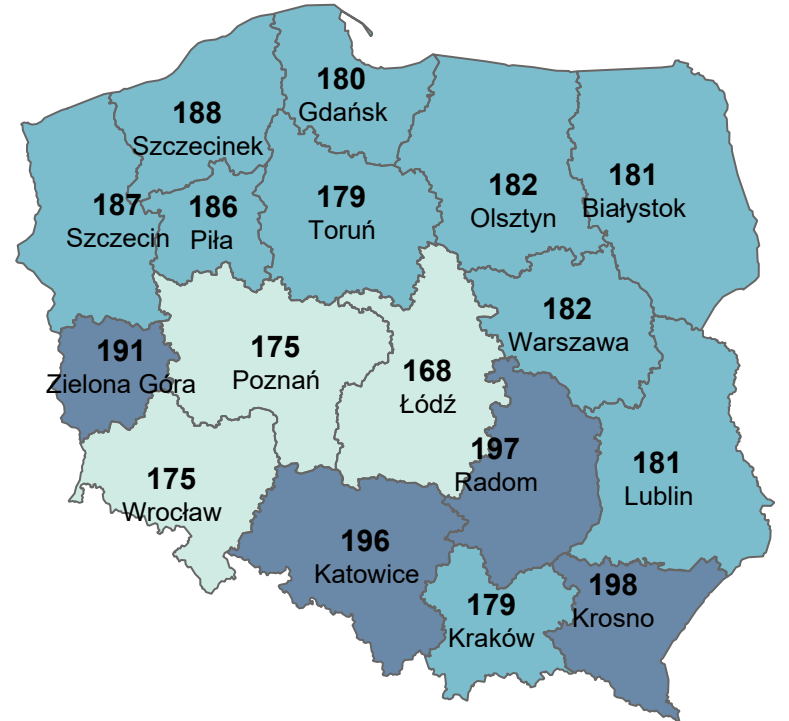 180
Gdańsk
188
Szczecinek
181
Białystok
182
Olsztyn
179
Toruń
187
Szczecin
186
Piła
182
Warszawa
175
Poznań
191
Zielona Góra
168
Łódź
197
Radom
181
Lublin
175
Wrocław
196
Katowice
198
Krosno
179
Kraków